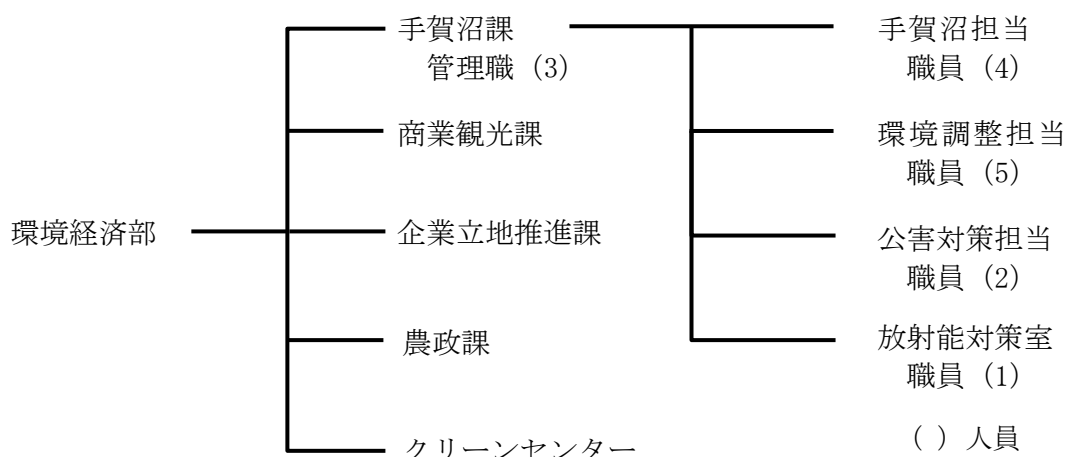 手賀沼課
管理職 (3)
商業観光課
環境経済部
企業立地推進課
農政課
クリーンセンター
手賀沼担当
職員 (4)
環境調整担当
職員 (5)
公害対策担当
職員 (2)
放射能対策室
職員 (1)
( ) 人員